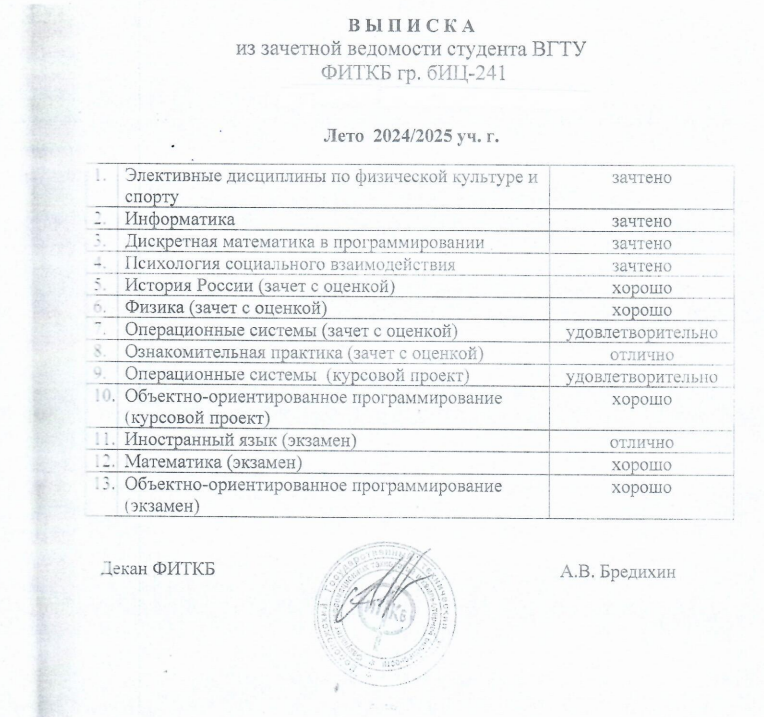 ВЫПИСКА
из зачетной ведомости студента ВГТУ
ФИТКБ гр. бИЦ-241
Лето 2024/2025 уч. г.
1. Элективные дисциплины по физической культуре и зачтено
спорту
2. Информатика зачтено
3. Дискретная математика в программировании зачтено
4. Психология социального взаимодействия зачтено
5. История России (зачет с оценкой) хорошо
6. Физика (зачет с оценкой) хорошо
7. Операционные системы (зачет с оценкой) удовлетворительно
8. Ознакомительная практика (зачет с оценкой) отлично
9. Операционные системы (курсовой проект) удовлетворительно
10. Объектно-ориентированное программирование хорошо
(курсовой проект)
11. Иностранный язык (экзамен) отлично
12. Математика (экзамен) хорошо
13. Объектно-ориентированное программирование хорошо
(экзамен)
Декан ФИТКБ А.В. Бредихин
ФИТКБ